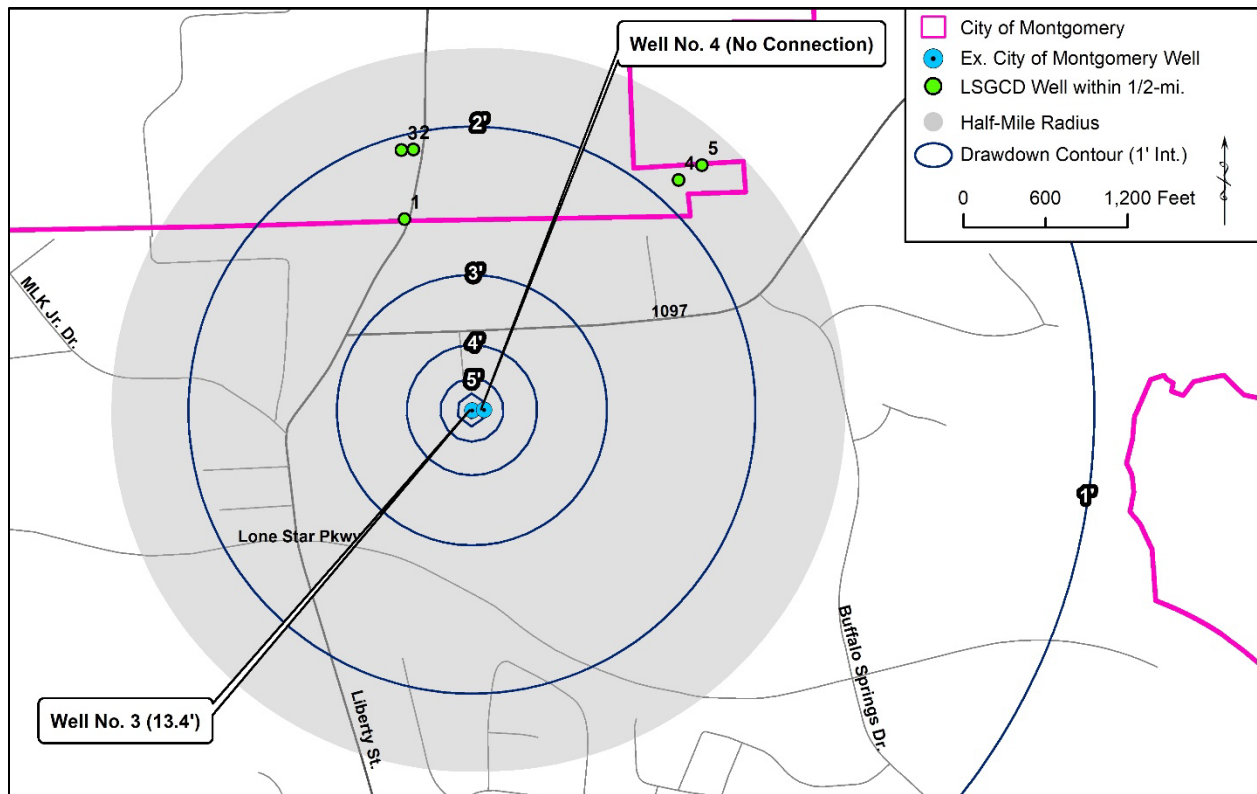 Well No. 4 (No Connection)
City of Montgomery
Ex. City of Montgomery Well
LSGCD Well within 1/2-mi.
Half-Mile Radius
Drawdown Contour (1' Int.)
0 600 1,200 Feet
2'
3 2
5
4
1
3'
1097
MLK Jr. Dr.
4'
5'
1'
Lone Star Pkwy
Buffalo Springs Dr.
Liberty St.
Well No. 3 (13.4')